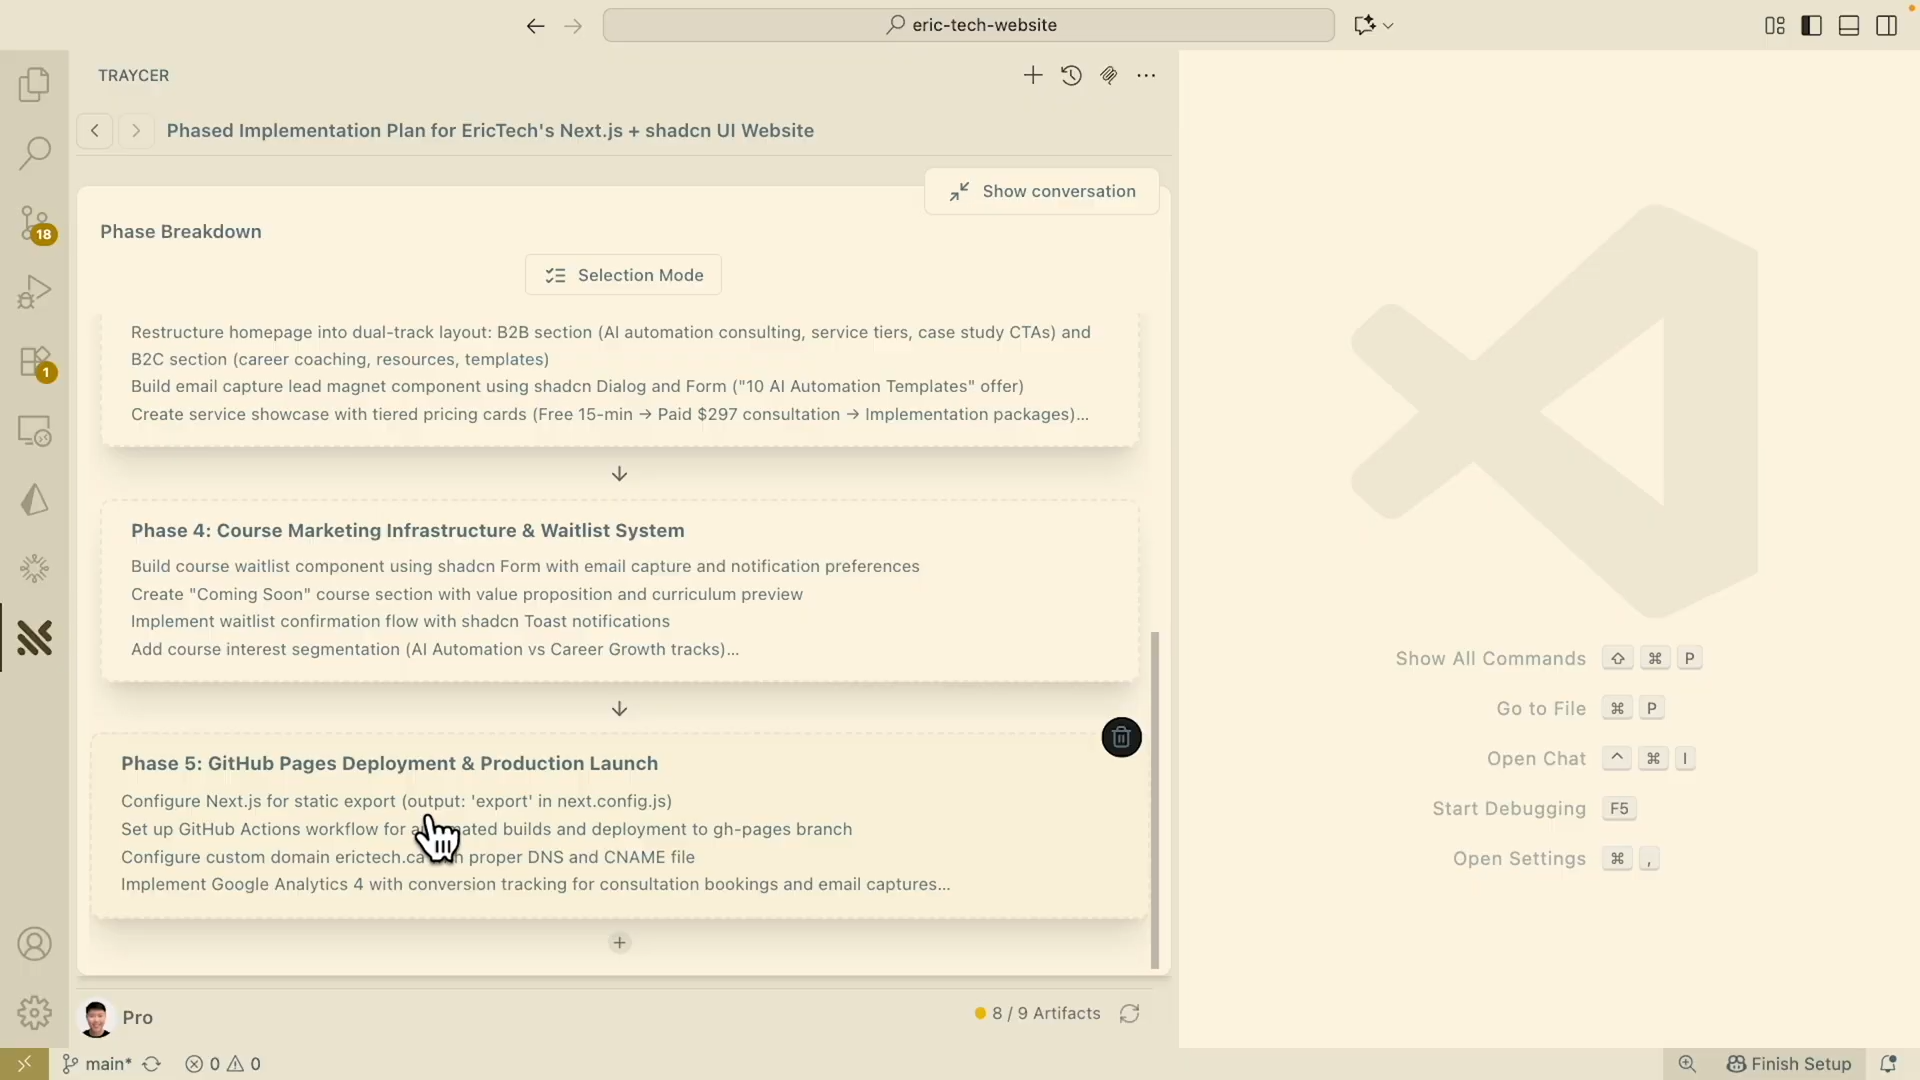 eric-tech-website
TRAYCER
Phased Implementation Plan for EricTech's Next.js + shadcn UI Website
Show conversation
Phase Breakdown
Selection Mode
Restructure homepage into dual-track layout: B2B section (AI automation consulting, service tiers, case study CTAs) and
B2C section (career coaching, resources, templates)
Build email capture lead magnet component using shadcn Dialog and Form ("10 AI Automation Templates" offer)
Create service showcase with tiered pricing cards (Free 15-min → Paid $297 consultation → Implementation packages)...
Phase 4: Course Marketing Infrastructure & Waitlist System
Build course waitlist component using shadcn Form with email capture and notification preferences
Create "Coming Soon" course section with value proposition and curriculum preview
Implement waitlist confirmation flow with shadcn Toast notifications
Add course interest segmentation (AI Automation vs Career Growth tracks)...
Phase 5: GitHub Pages Deployment & Production Launch
Configure Next.js for static export (output: 'export' in next.config.js)
Set up GitHub Actions workflow for builds and deployment to gh-pages branch
Configure custom domain erictech.ca proper DNS and CNAME file
Implement Google Analytics 4 with conversion tracking for consultation bookings and email captures...
Pro
8 / 9 Artifacts
18
1
Show All Commands ⇧ ⌘ P
Go to File ⌘ P
Open Chat ^ ⌘ I
Start Debugging F5
Open Settings ⌘ ,
main*
0
0
Finish Setup